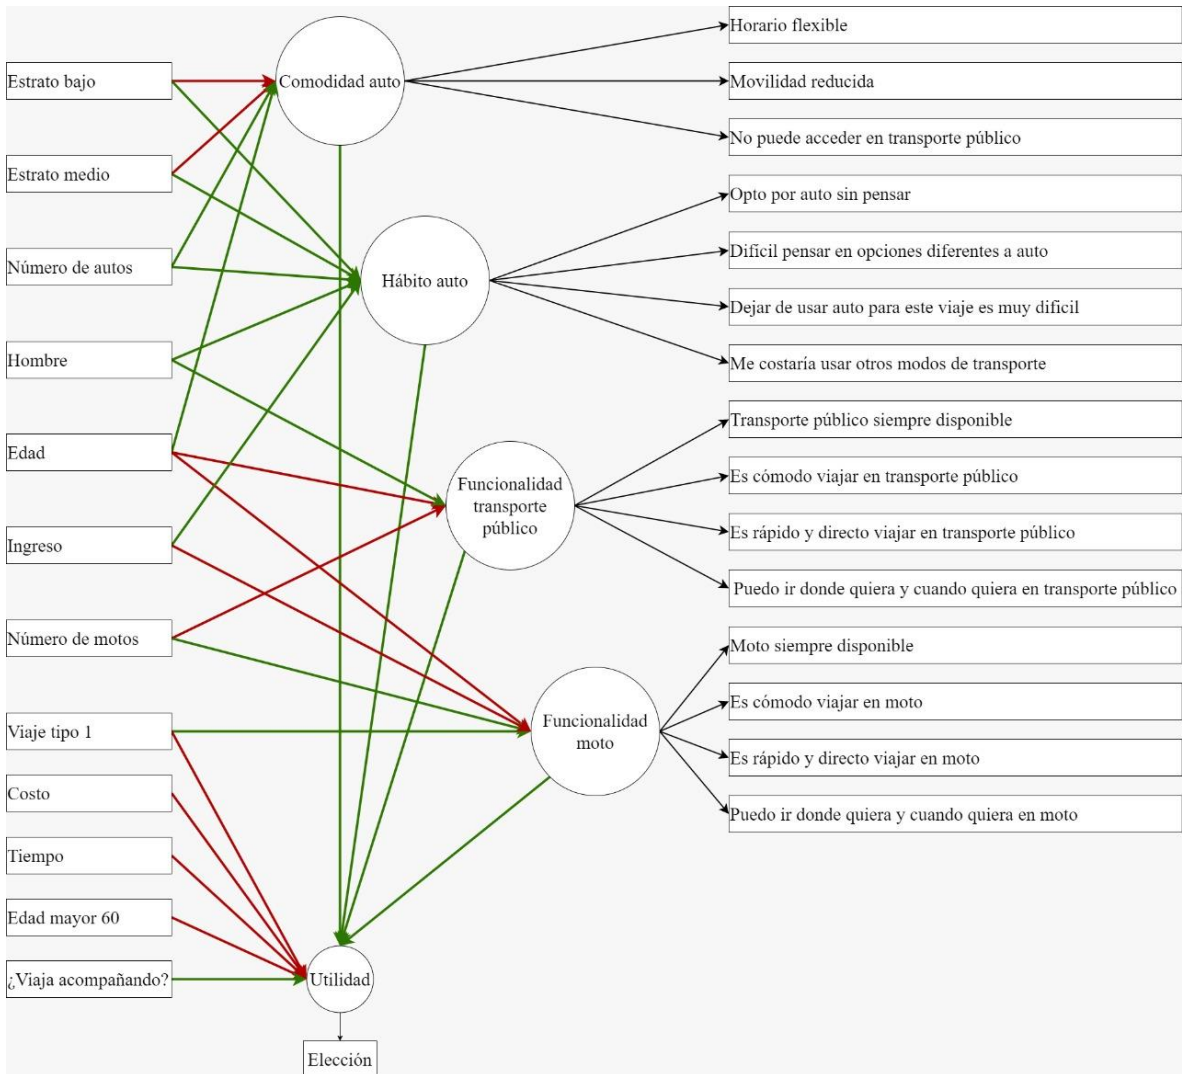 Estrato bajo
Estrato medio
Número de autos
Hombre
Edad
Ingreso
Número de motos
Viaje tipo 1
Costo
Tiempo
Edad mayor 60
¿Viaja acompañando?
Comodidad auto
Hábito auto
Funcionalidad
transporte
público
Funcionalidad
moto
Utilidad
Elección
Horario flexible
Movilidad reducida
No puede acceder en transporte público
Opto por auto sin pensar
Difícil pensar en opciones diferentes a auto
Dejar de usar auto para este viaje es muy dificil
Me costaría usar otros modos de transporte
Transporte público siempre disponible
Es cómodo viajar en transporte público
Es rápido y directo viajar en transporte público
Puedo ir donde quiera y cuando quiera en transporte público
Moto siempre disponible
Es cómodo viajar en moto
Es rápido y directo viajar en moto
Puedo ir donde quiera y cuando quiera en moto